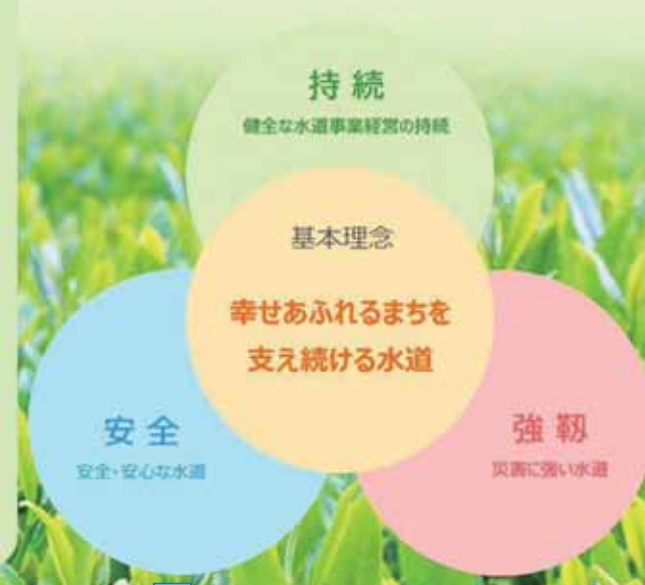 持続
健全な水道事業経営の持続
基本理念
幸せあふれるまちを
支え続ける水道
安全
安全・安心な水道
強靱
災害に強い水道